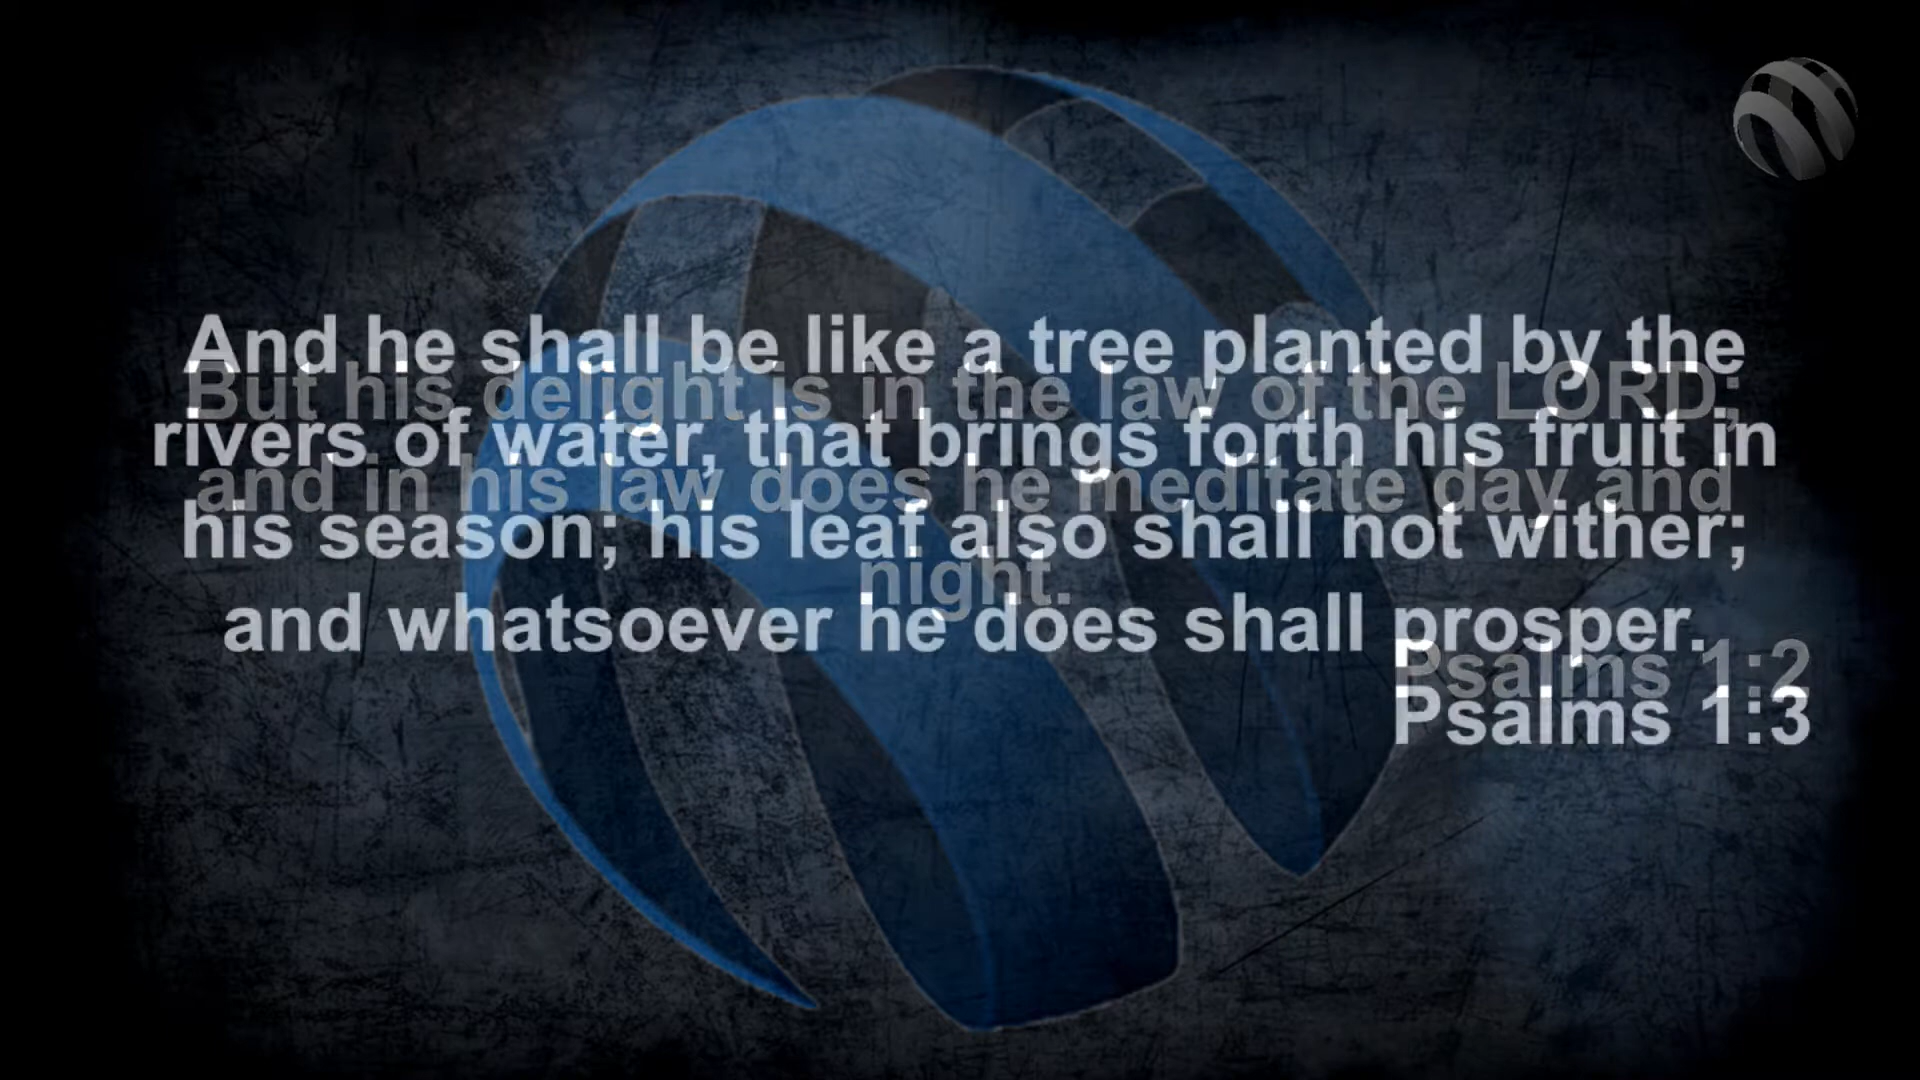 And he shall be like a tree planted by the
rivers of water, that brings forth his fruit in
his season; his leaf also shall not wither;
and whatsoever he does shall prosper.
Psalms 1:3
But his delight is in the law of the LORD;
and in his law does he meditate day and
night.
Psalms 1:2